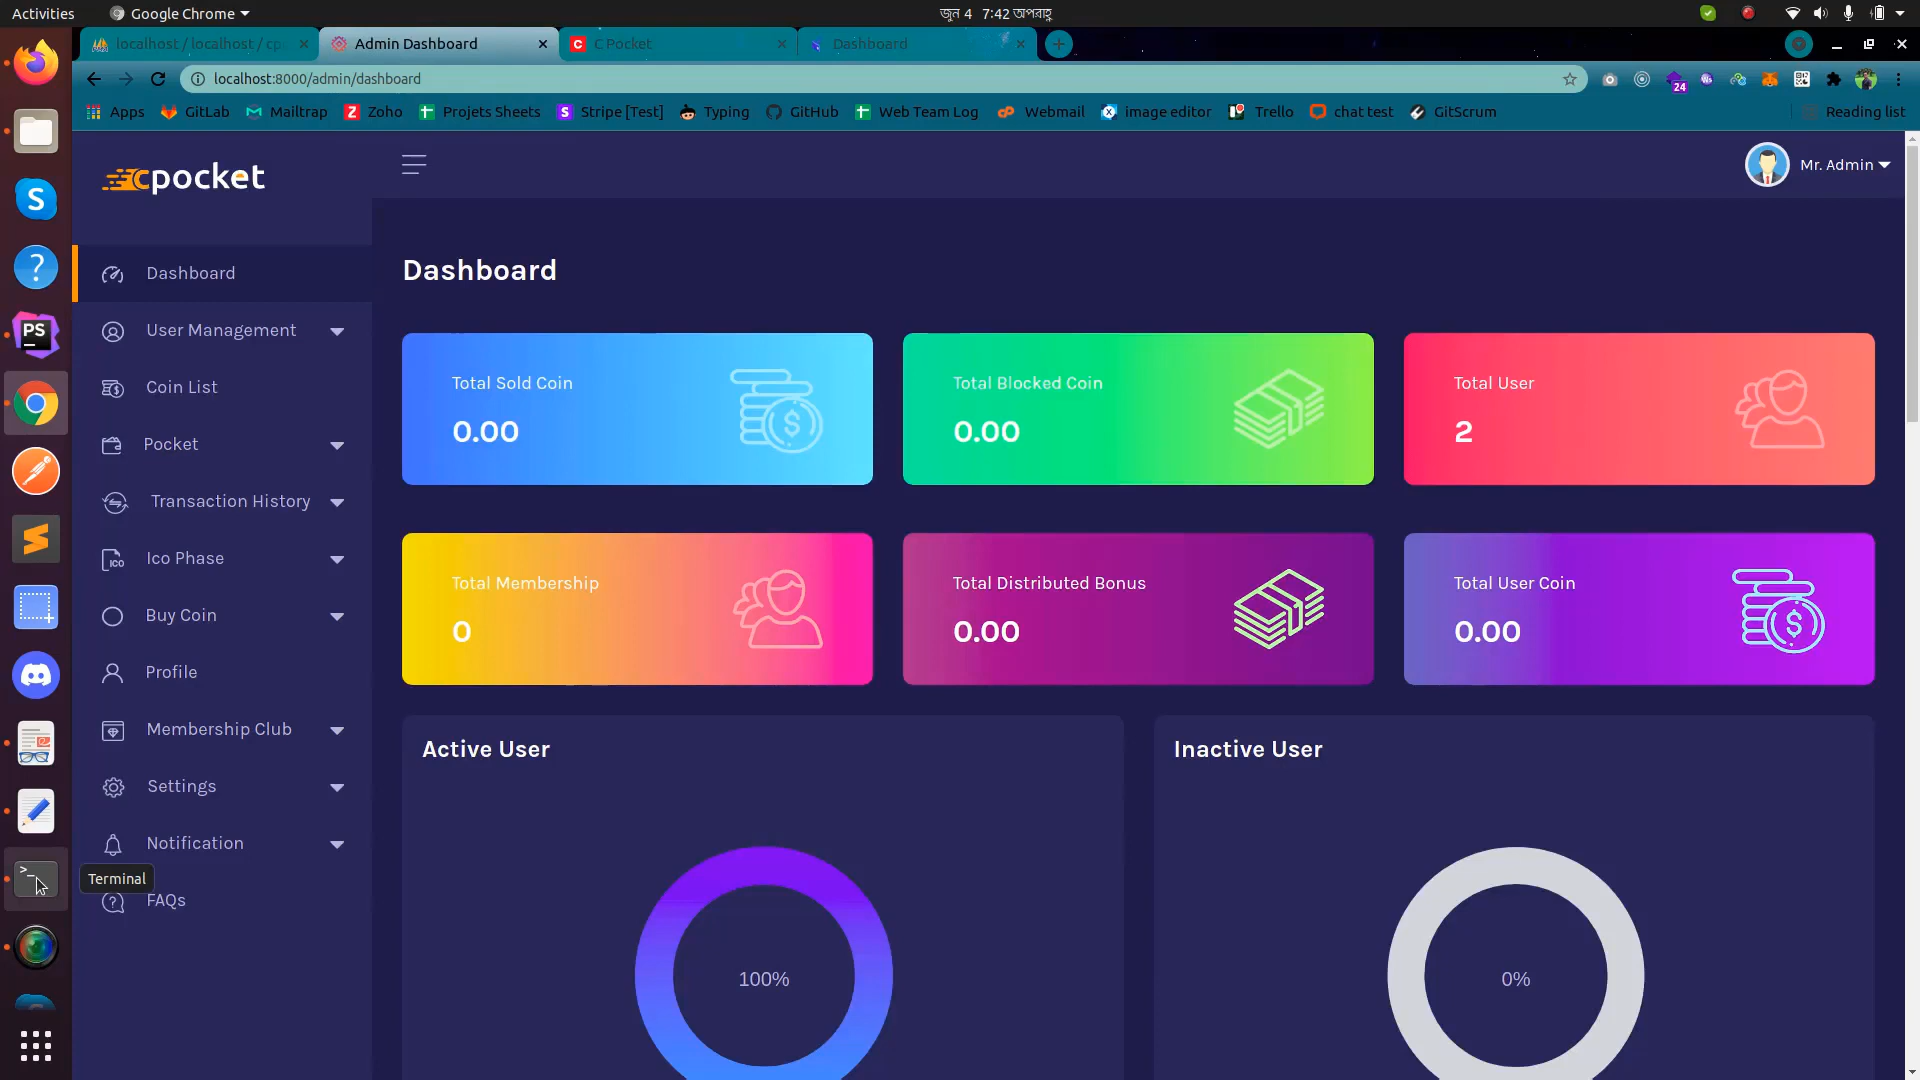 Activities
Google Chrome
জুন 4 7:42 অপরাহ্ণ
localhost / localhost / cp
Admin Dashboard
C Pocket
Dashboard
localhost:8000/admin/dashboard
24
Apps
GitLab
Mailtrap
Zoho
Projets Sheets
Stripe [Test]
Typing
GitHub
Web Team Log
Webmail
image editor
Trello
chat test
GitScrum
Reading list
cpocket
Mr. Admin
Dashboard
User Management
Coin List
Pocket
Transaction History
Ico Phase
Buy Coin
Profile
Membership Club
Settings
Notification
FAQs
Terminal
Dashboard
Total Sold Coin
0.00
Total Blocked Coin
0.00
Total User
2
Total Membership
0
Total Distributed Bonus
0.00
Total User Coin
0.00
Active User
100%
Inactive User
0%